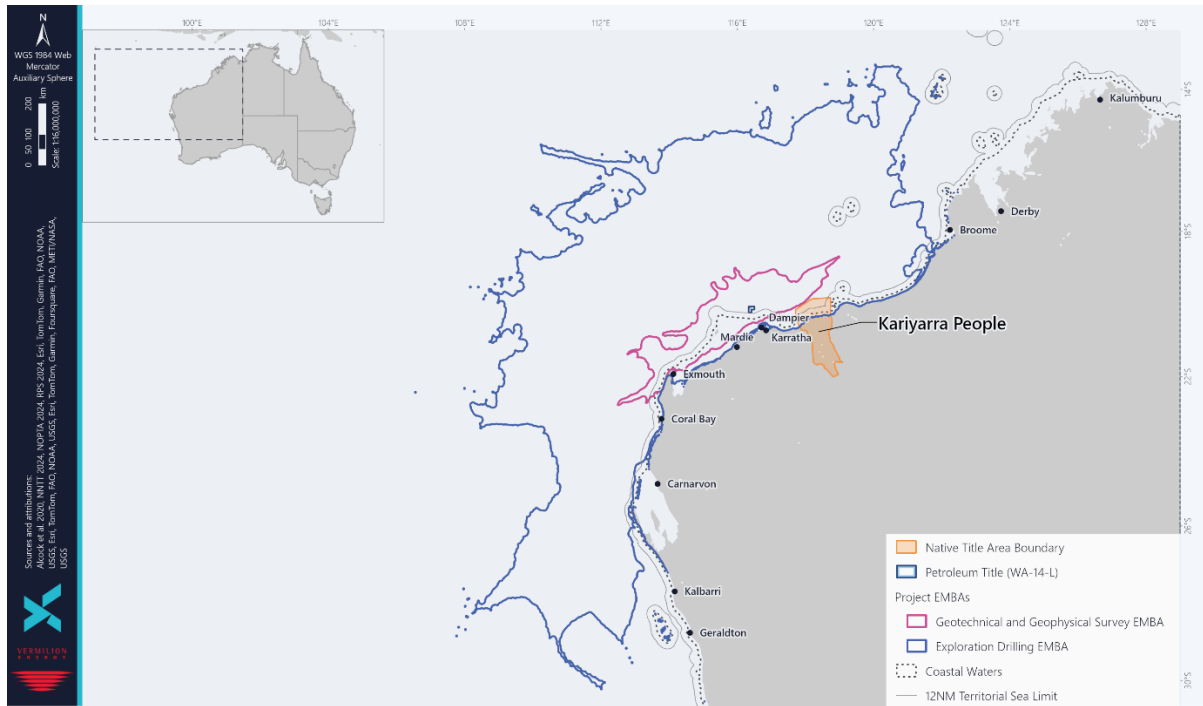 N
WGS 1984 Web
Mercator
Auxiliary Sphere
0 50 100 200
km
Scale: 1:16,000,000
Sources and attributions:
Alcock et al. 2020, NNTT 2024, NOPTA 2024, RPS 2024, Esri, TomTom, Garmin, FAO, NOAA,
USGS, Esri, TomTom, FAO, NOAA, USGS, Esri, TomTom, Garmin, Foursquare, FAO, METI/NASA,
USGS
VERMILION
ENERGY
100°E
104°E
108°E
112°E
116°E
120°E
124°E
128°E
14°S
18°S
22°S
26°S
30°S
Kalumburu
Derby
Broome
Dampier
Kariyarra People
Mardie
Karratha
Exmouth
Coral Bay
Carnarvon
Kalbarri
Geraldton
Native Title Area Boundary
Petroleum Title (WA-14-L)
Project EMBAs
Geotechnical and Geophysical Survey EMBA
Exploration Drilling EMBA
Coastal Waters
12NM Territorial Sea Limit